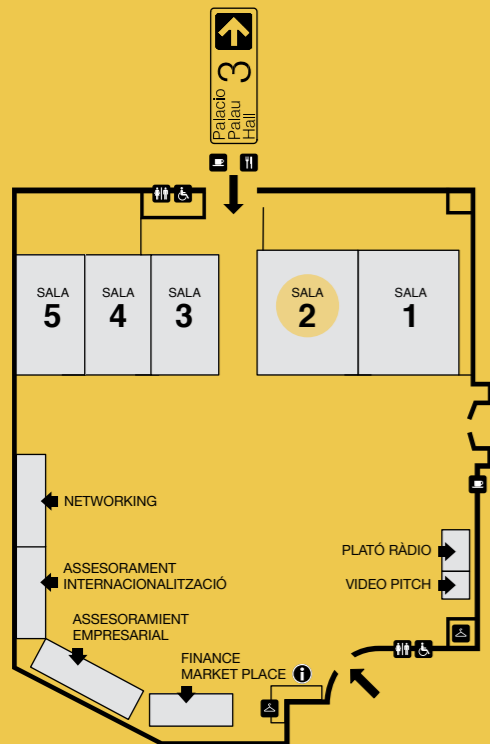 Palacio
Palau
Hall
3
SALA
5
SALA
4
SALA
3
SALA
2
SALA
1
NETWORKING
PLATÓ RÀDIO
ASSESORAMENT
INTERNACIONALITZACIÓ
VIDEO PITCH
ASSESORAMIENT
EMPRESARIAL
FINANCE
MARKET PLACE i